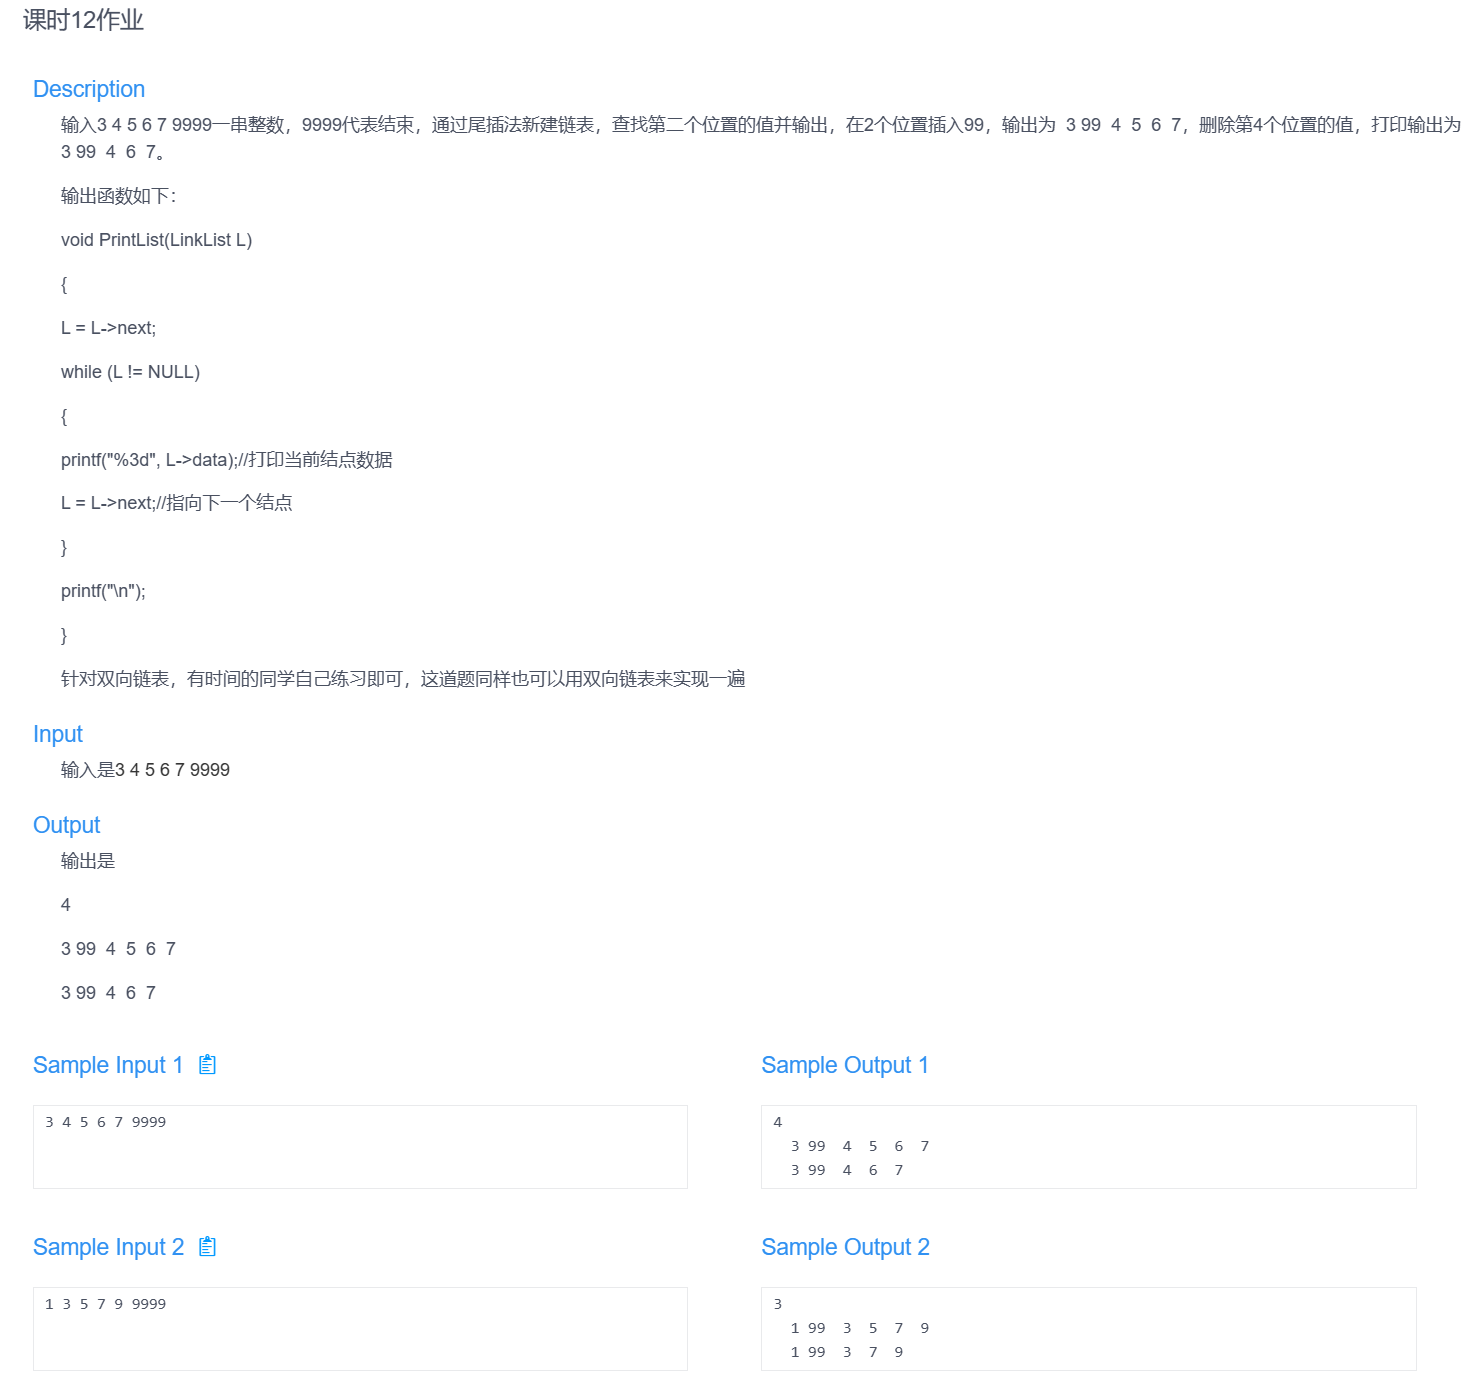 课时12作业
Description
输入3 4 5 6 7 9999一串整数，9999代表结束，通过尾插法新建链表，查找第二个位置的值并输出，在2个位置插入99，输出为  3 99  4  5  6  7，删除第4个位置的值，打印输出为
3 99  4  6  7。
输出函数如下：
void PrintList(LinkList L)
{
L = L->next;
while (L != NULL)
{
printf("%3d", L->data);//打印当前结点数据
L = L->next;//指向下一个结点
}
printf("\n");
}
针对双向链表，有时间的同学自己练习即可，这道题同样也可以用双向链表来实现一遍
Input
输入是3 4 5 6 7 9999
Output
输出是
4
3 99  4  5  6  7
3 99  4  6  7
Sample Input 1
3 4 5 6 7 9999
Sample Output 1
4
  3 99  4  5  6  7
  3 99  4  6  7
Sample Input 2
1 3 5 7 9 9999
Sample Output 2
3
  1 99  3  5  7  9
  1 99  3  7  9